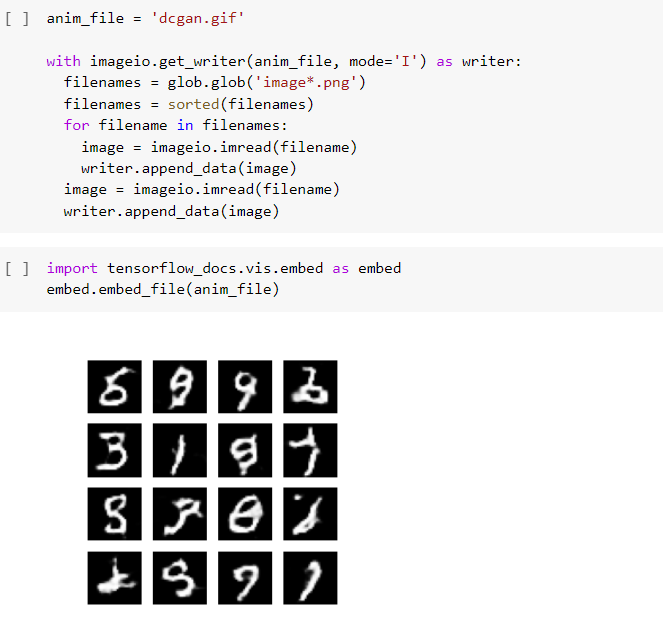 [ ] anim_file = 'dcgan.gif'
with imageio.get_writer(anim_file, mode='I') as writer:
filenames = glob.glob('image*.png')
filenames = sorted(filenames)
for filename in filenames:
image = imageio.imread(filename)
writer.append_data(image)
image = imageio.imread(filename)
writer.append_data(image)
[ ] import tensorflow_docs.vis.embed as embed
embed.embed_file(anim_file)
3 1